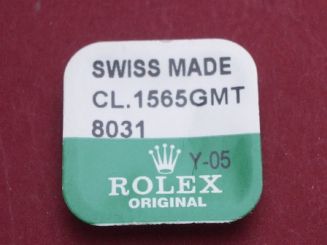 SWISS MADE
CL.1565GMT
8031
Y-05
ROLEX
ORIGINAL